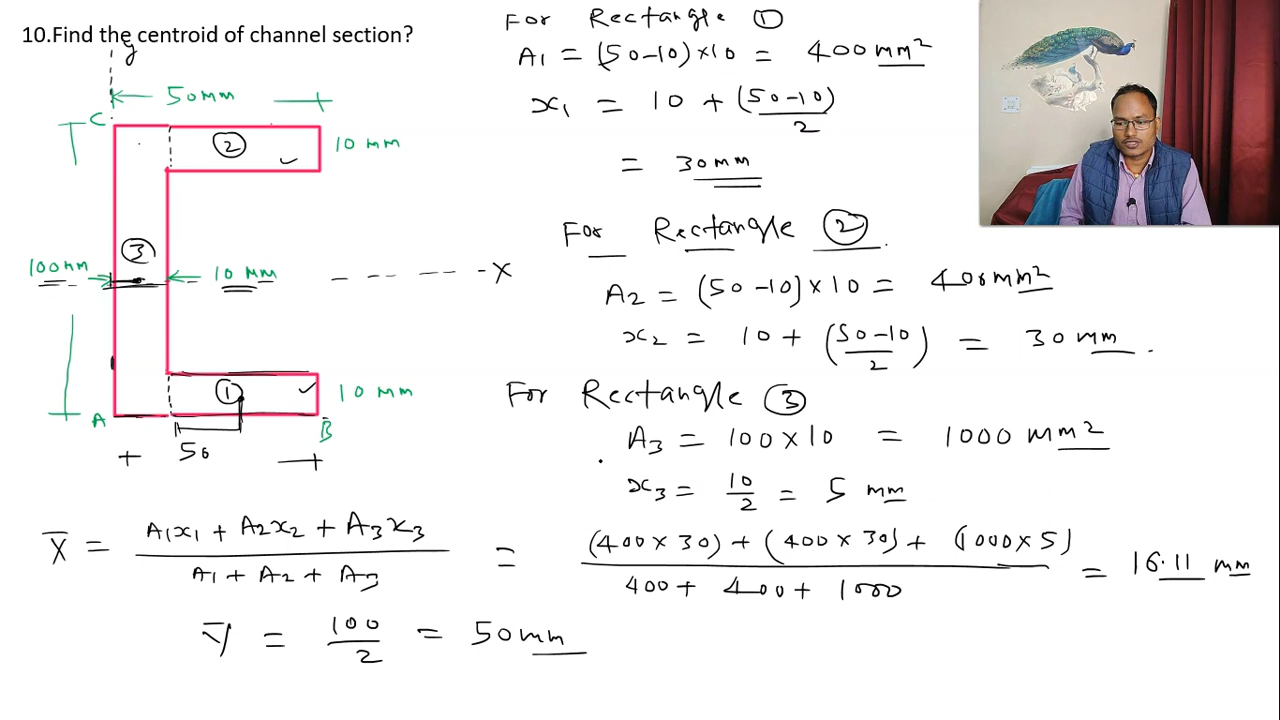 10.Find the centroid of channel section?
y
50mm
C
② 10 mm
③
100mm 10 mm X
① 10 mm
A B
50
For Rectangle ①
A1 = (50-10)×10 = 400mm²
x1 = 10 + (50-10)/2
= 30mm
For Rectangle ②
A2 = (50-10)×10 = 400mm²
x2 = 10 + (50-10/2) = 30mm.
For Rectangle ③
A3 = 100×10 = 1000 mm²
x3 = 10/2 = 5 mm
X̄ = A1x1 + A2x2 + A3x3 / A1 + A2 + A3 = (400×30) + (400×30) + (1000×5) / 400 + 400 + 1000 = 16.11 mm
Ȳ = 100/2 = 50mm